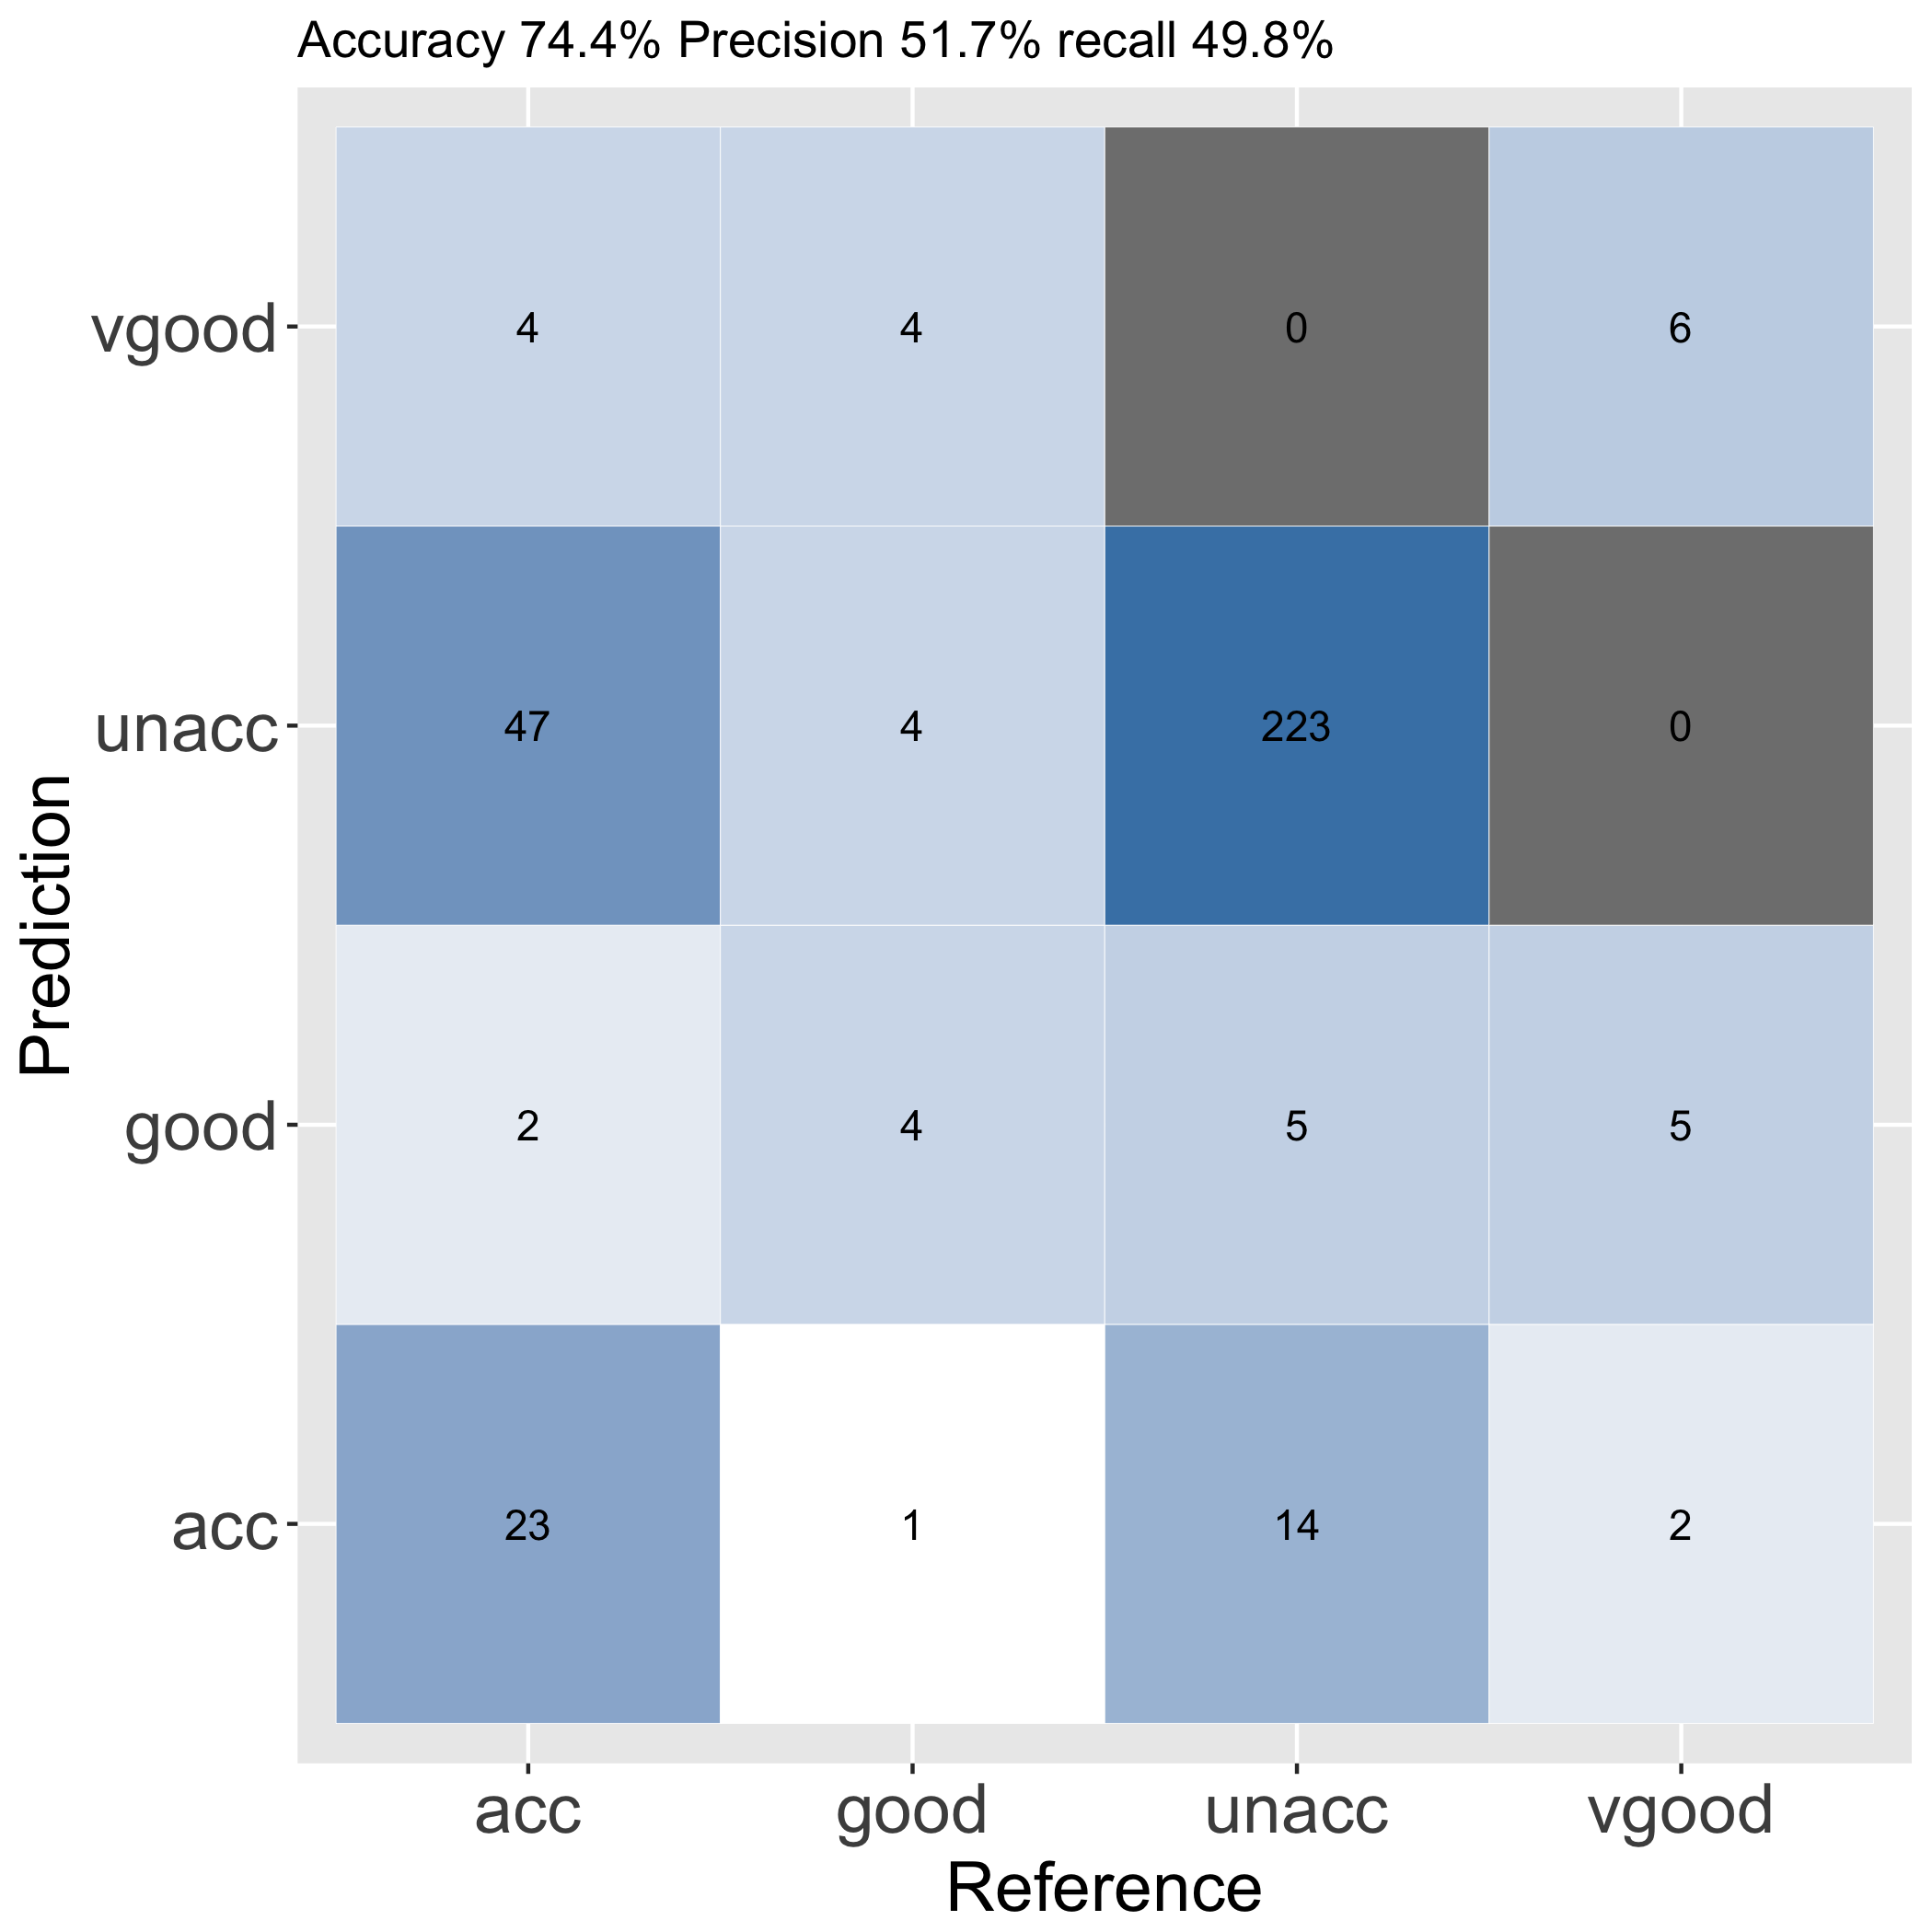 Accuracy 74.4% Precision 51.7% recall 49.8%
vgood 4 4 0 6
unacc 47 4 223 0
good 2 4 5 5
acc 23 1 14 2
acc good unacc vgood
Reference
Prediction